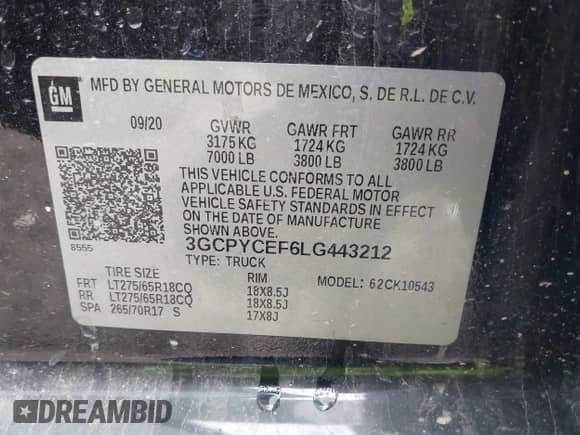 GM
MFD BY GENERAL MOTORS DE MEXICO, S. DE R.L. DE C.V.
09/20 GVWR GAWR FRT GAWR RR
3175 KG 1724 KG 1724 KG
7000 LB 3800 LB 3800 LB
THIS VEHICLE CONFORMS TO ALL
APPLICABLE U.S. FEDERAL MOTOR
VEHICLE SAFETY STANDARDS IN EFFECT
ON THE DATE OF MANUFACTURE
SHOWN ABOVE.
8555 3GCPYCEF6LG443212
TYPE: TRUCK
TIRE SIZE RIM MODEL: 62CK10543
FRT LT275/65R18CQ 18X8.5J
RR LT275/65R18CQ 18X8.5J
SPA 265/70R17 S 17X8J
DREAMBID